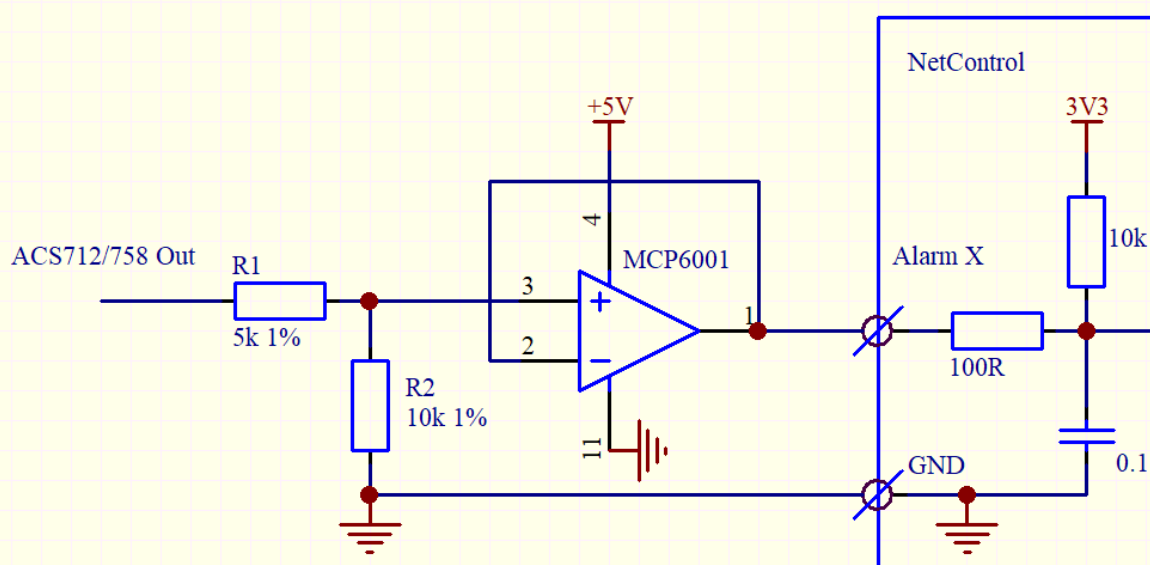 NetControl
+5V
3V3
4
MCP6001
10k
ACS712/758 Out
R1
Alarm X
3
1
5k 1%
2
100R
R2
10k 1%
11
GND
0.1